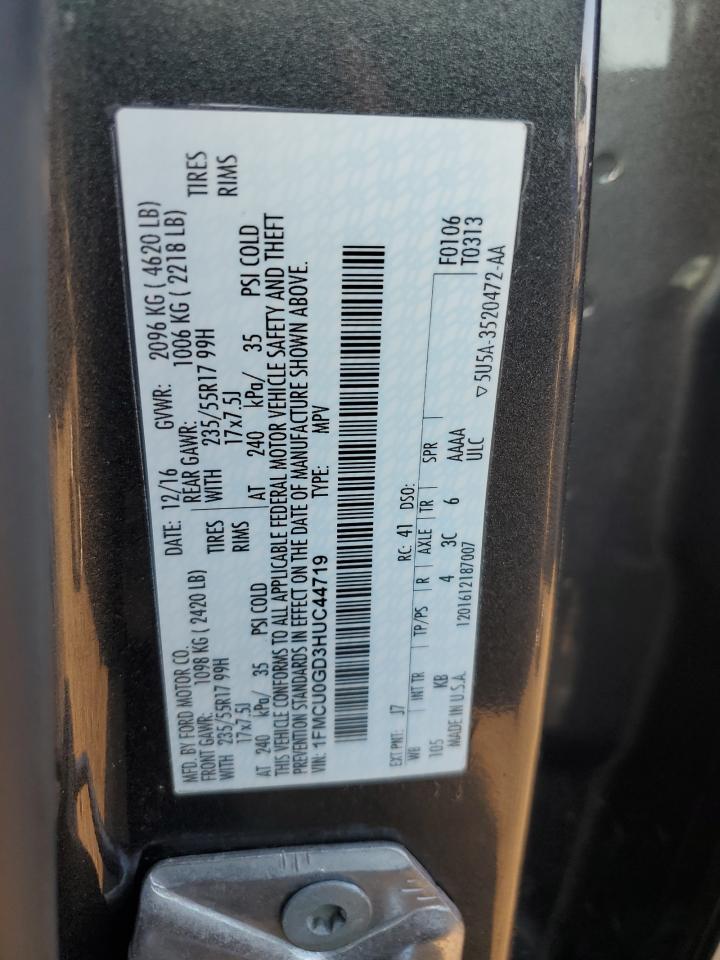 MFD. BY FORD MOTOR CO. DATE: 12/16 GVWR: 2096 KG ( 4620 LB)
FRONT GAWR: 1098 KG ( 2420 LB) REAR GAWR: 1006 KG ( 2218 LB)
WITH 235/55R17 99H TIRES WITH 235/55R17 99H TIRES
17x7.5J RIMS 17x7.5J RIMS
AT 240 kPa/ 35 PSI COLD AT 240 kPa/ 35 PSI COLD
THIS VEHICLE CONFORMS TO ALL APPLICABLE FEDERAL MOTOR VEHICLE SAFETY AND THEFT
PREVENTION STANDARDS IN EFFECT ON THE DATE OF MANUFACTURE SHOWN ABOVE.
VIN: 1FMCU0GD3HUC44719 TYPE: MPV
EXT PNT: J7 RC: 41 DSO: F0106
WB INT TR TP/PS R AXLE TR SPR T0313
105 KB 4 3C 6 AAAA ▽5U5A-3520472-AA
MADE IN U.S.A. 1201612187007 ULC